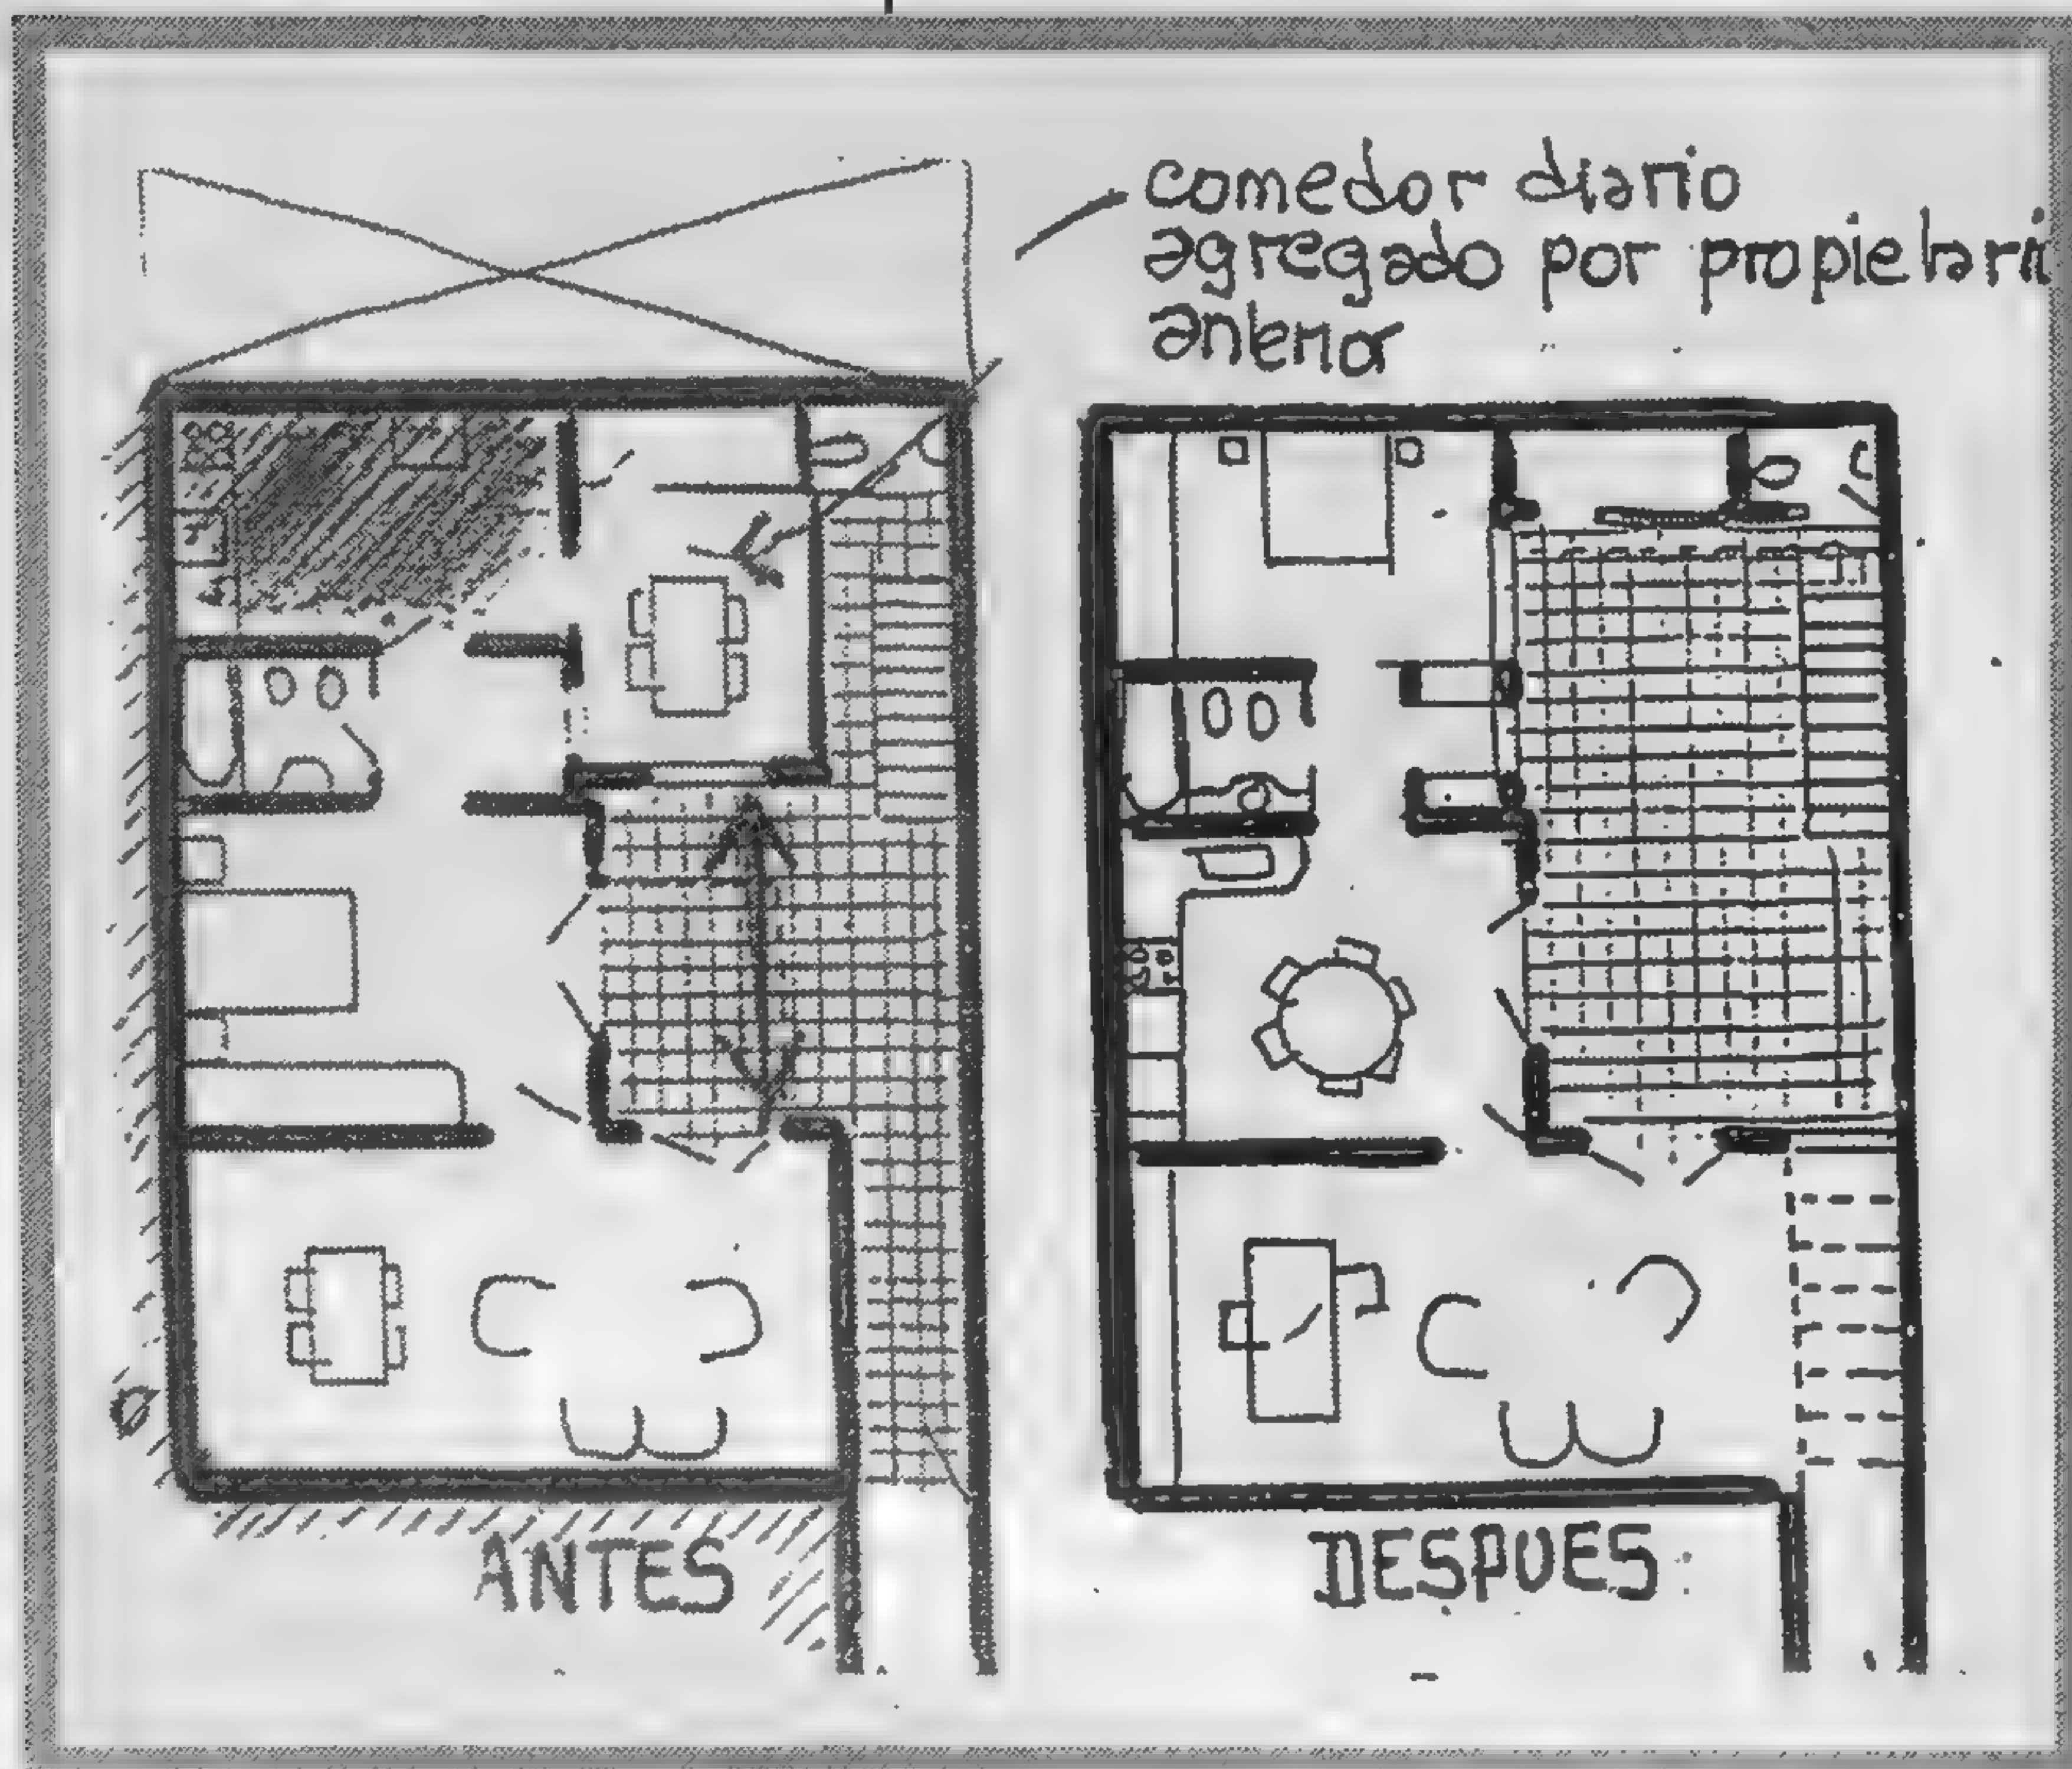 comedor diario
agregado por propietari
anterior
ANTES
DESPUES